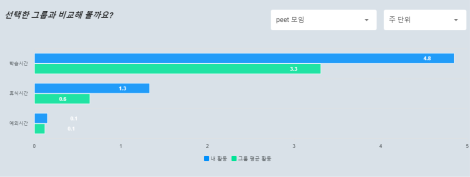 선택한 그룹과 비교해 볼까요?
peet 모임
주 단위
학습시간
4.8
3.3
휴식시간
1.3
0.6
예외시간
0.1
0.1
0 1 2 3 4 5
내 활동 그룹 평균 활동